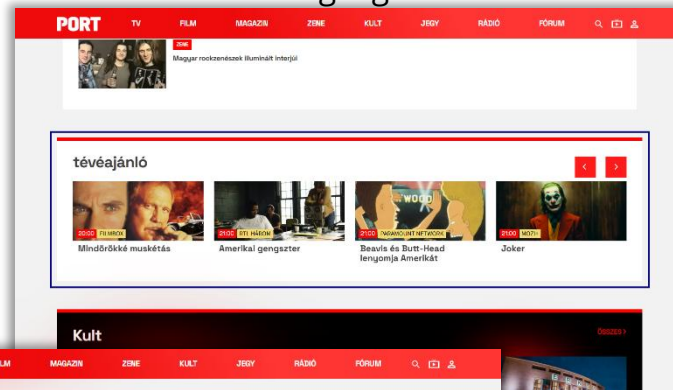 PORT TV FILM MAGAZIN ZENE KULT JEGY RÁDIÓ FÓRUM
ZENE
Magyar rockzenészek illuminált interjúi
tévéajánló
20:00 FILMBOX
21:00 RTL HÁROM
WOOD
21:00 PARAMOUNT NETWORK
21:00 MOZI+
Mindörökké muskétás
Amerikai gengszter
Beavis és Butt-Head
lenyomja Amerikát
Joker
Kult
ÖSSZES >
MAGAZIN ZENE KULT JEGY RÁDIÓ FÓRUM